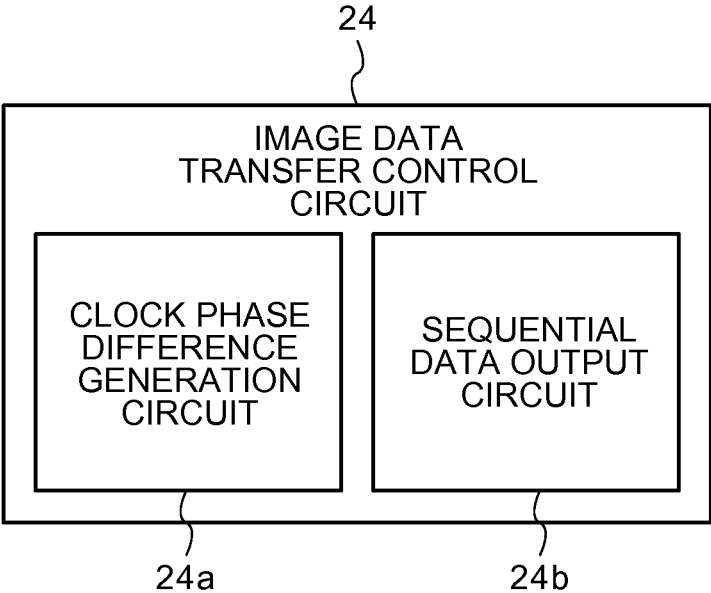 24
IMAGE DATA
TRANSFER CONTROL
CIRCUIT
CLOCK PHASE
DIFFERENCE
GENERATION
CIRCUIT
SEQUENTIAL
DATA OUTPUT
CIRCUIT
24a
24b